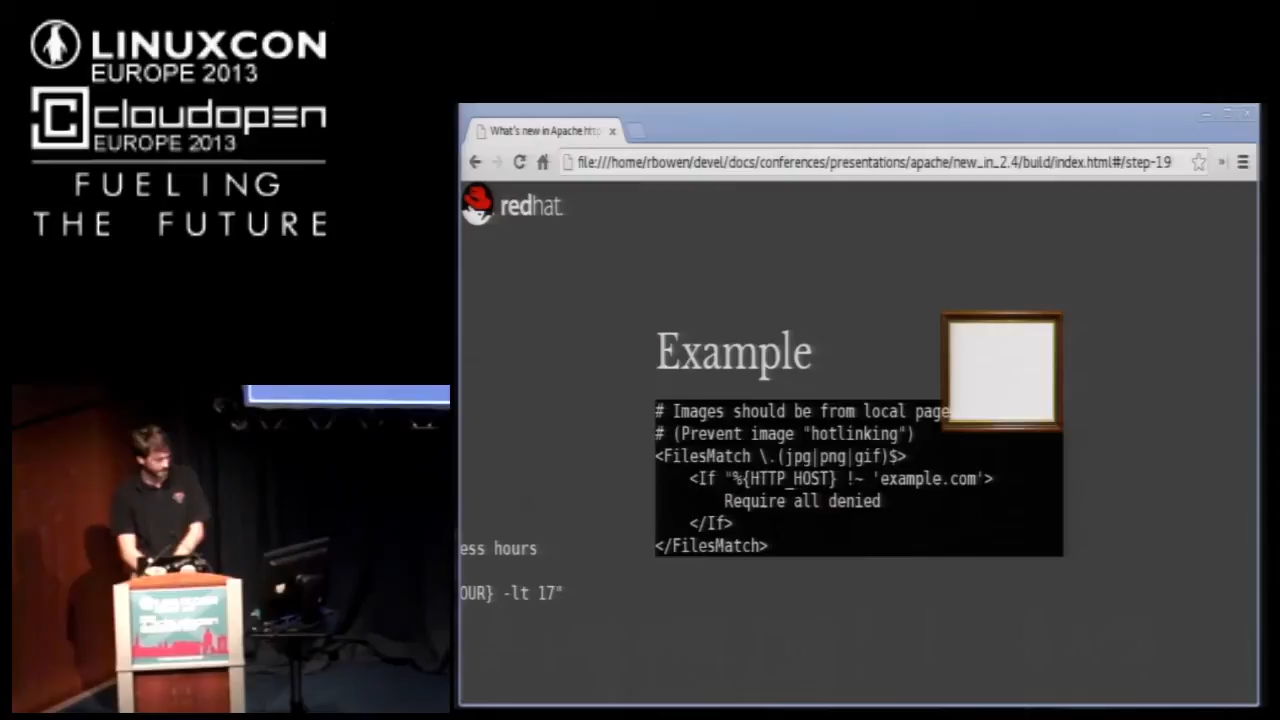 LINUXCON
EUROPE 2013
cloudopen
EUROPE 2013
FUELING
THE FUTURE
What's new in Apache
file:///home/rbowen/devel/docs/conferences/presentations/apache/new_in_2.4/build/index.html#/step-19
redhat
Example
# Images should be from local page
# (Prevent image "hotlinking")
<FilesMatch \.(jpg|png|gif)$>
<If "%{HTTP_HOST} !~ 'example.com'>
Require all denied
</If>
</FilesMatch>
ess hours
OUR} -lt 17"
LINUXCON